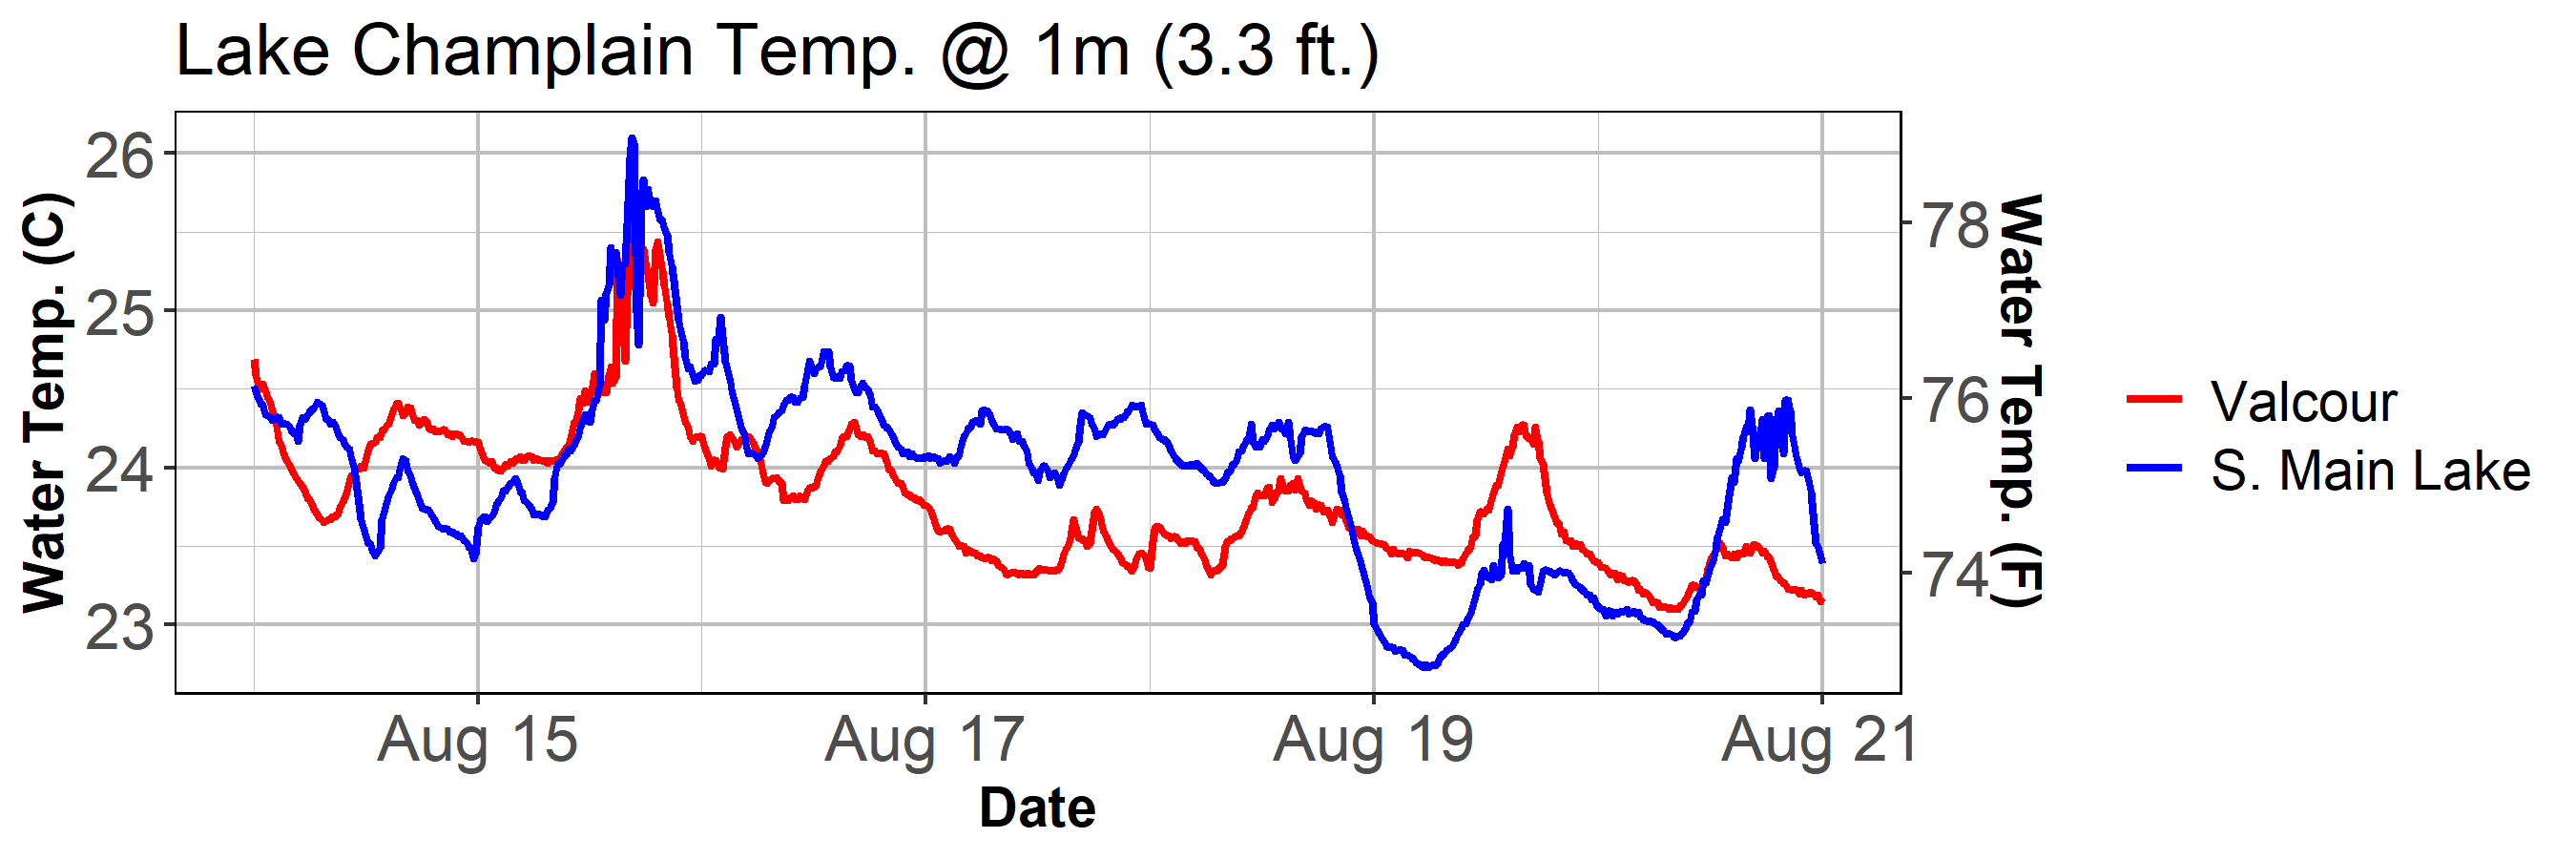 Lake Champlain Temp. @ 1m (3.3 ft.)
Water Temp. (C)
26
25
24
23
Aug 15
Aug 17
Aug 19
Aug 21
Date
78
76
74
Water Temp. (F)
Valcour
S. Main Lake